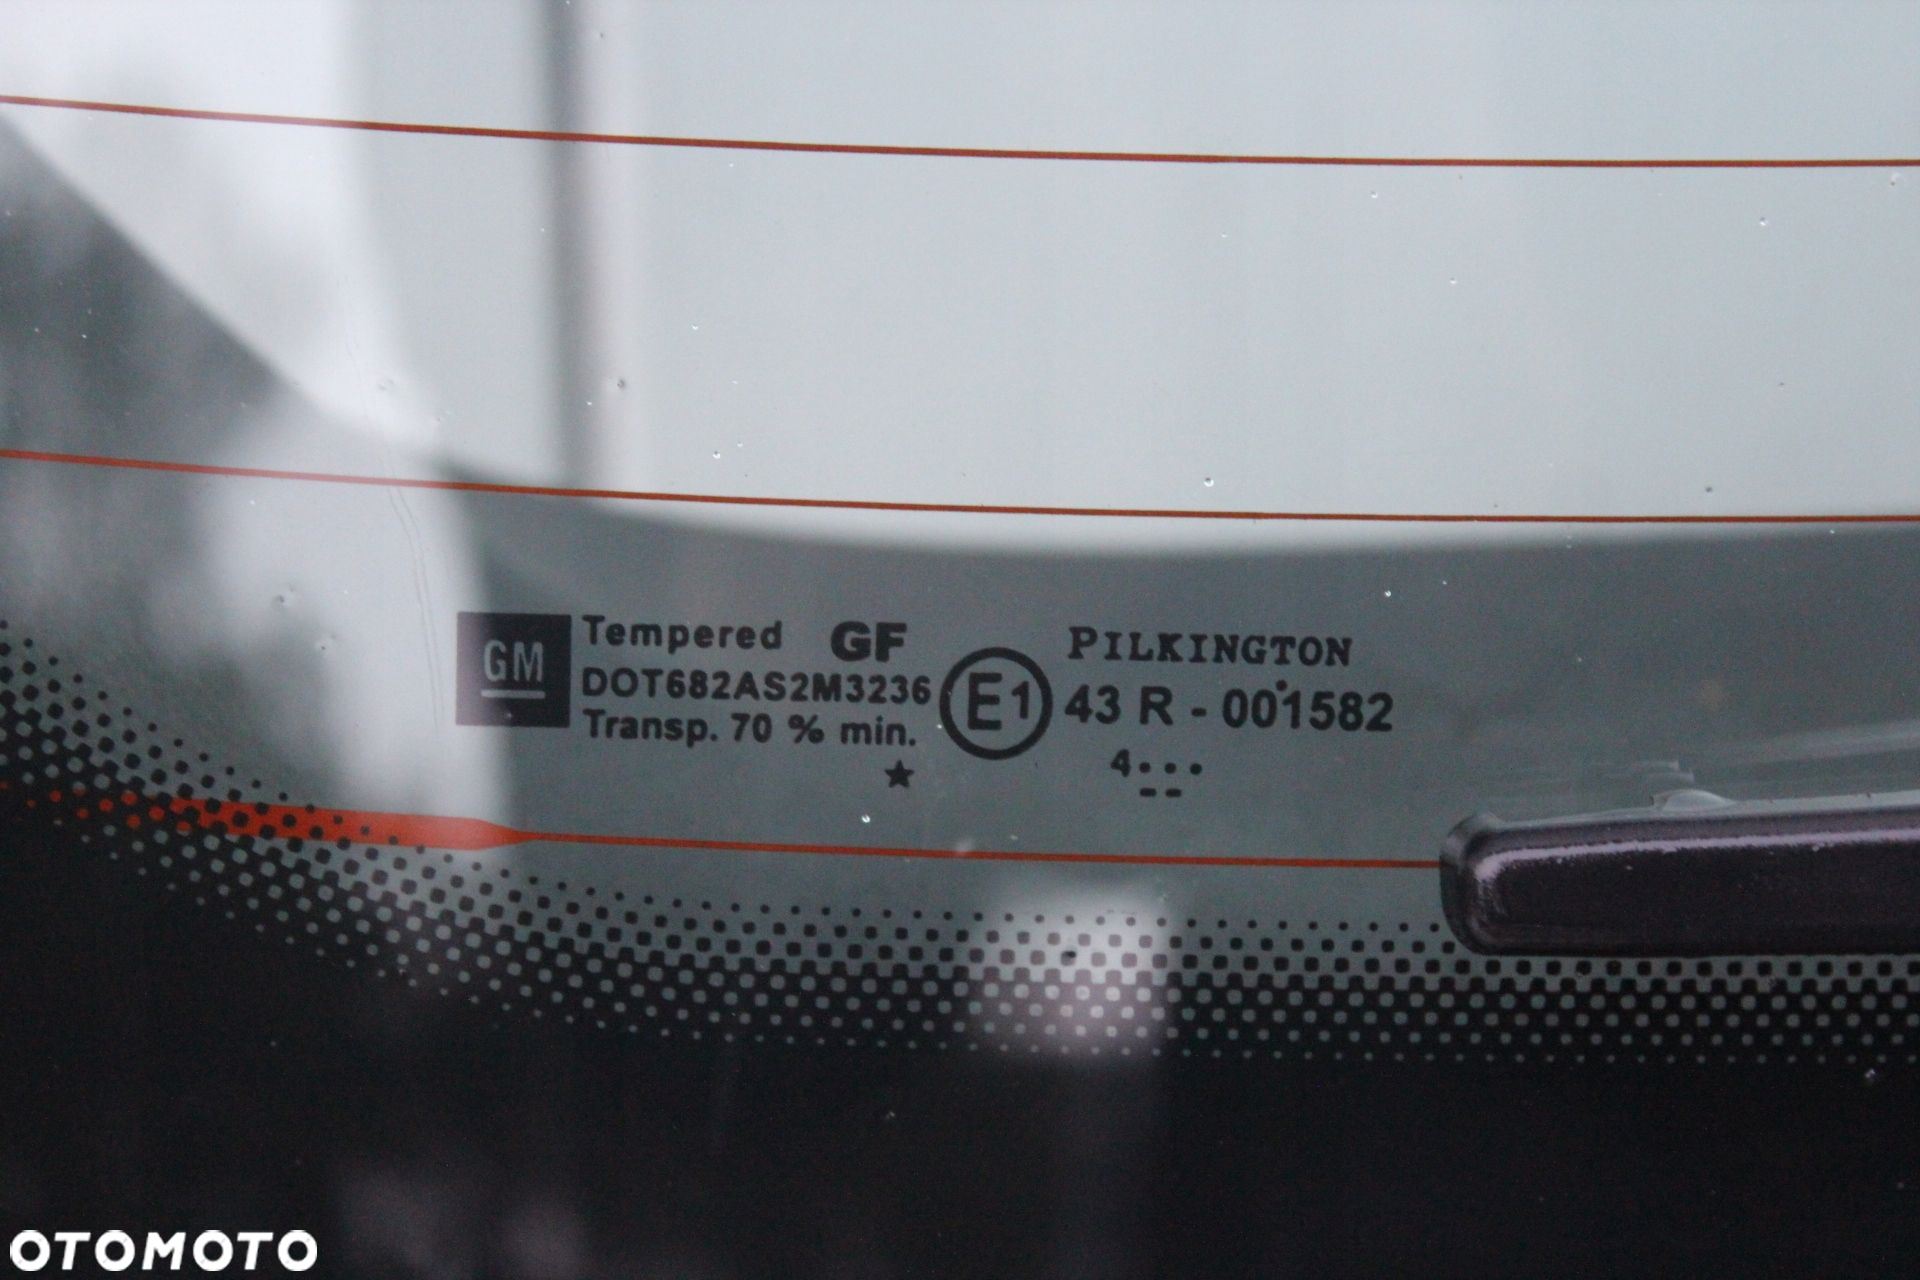 GM
Tempered GF
DOT682AS2M3236
Transp. 70 % min.
★
E1
PILKINGTON
43 R - 001582
4
OTOMOTO